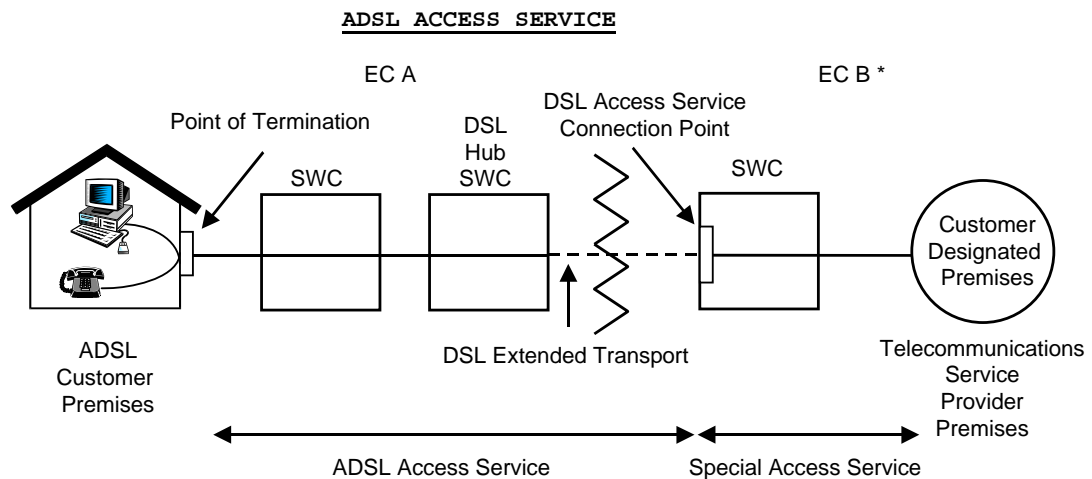 ADSL ACCESS SERVICE
EC A
EC B *
Point of Termination
DSL
Hub
SWC
SWC
DSL Access Service
Connection Point
SWC
Customer
Designated
Premises
ADSL
Customer
Premises
DSL Extended Transport
Telecommunications
Service
Provider
Premises
ADSL Access Service
Special Access Service